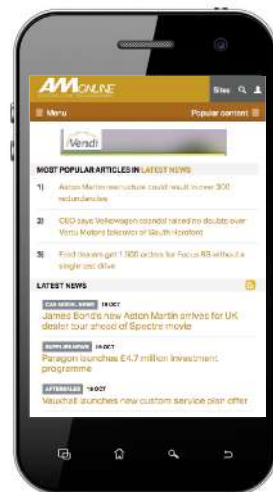 AM ONLINE
Sites
Menu
Popular content
iVendi
MOST POPULAR ARTICLES IN LATEST NEWS
1) Aston Martin restructure could result in over 300
redundancies
2) CEO says Volkswagen scandal raised no doubts over
Vertu Motors takeover of South Hereford
3) Ford dealers get 1,500 orders for Focus RS without a
single test drive
LATEST NEWS
CAR MODEL NEWS 19 OCT
James Bond's new Aston Martin arrives for UK
dealer tour ahead of Spectre movie
SUPPLIER NEWS 19 OCT
Paragon launches £4.7 million investment
programme
AFTERSALES 19 OCT
Vauxhall launches new custom service plan offer